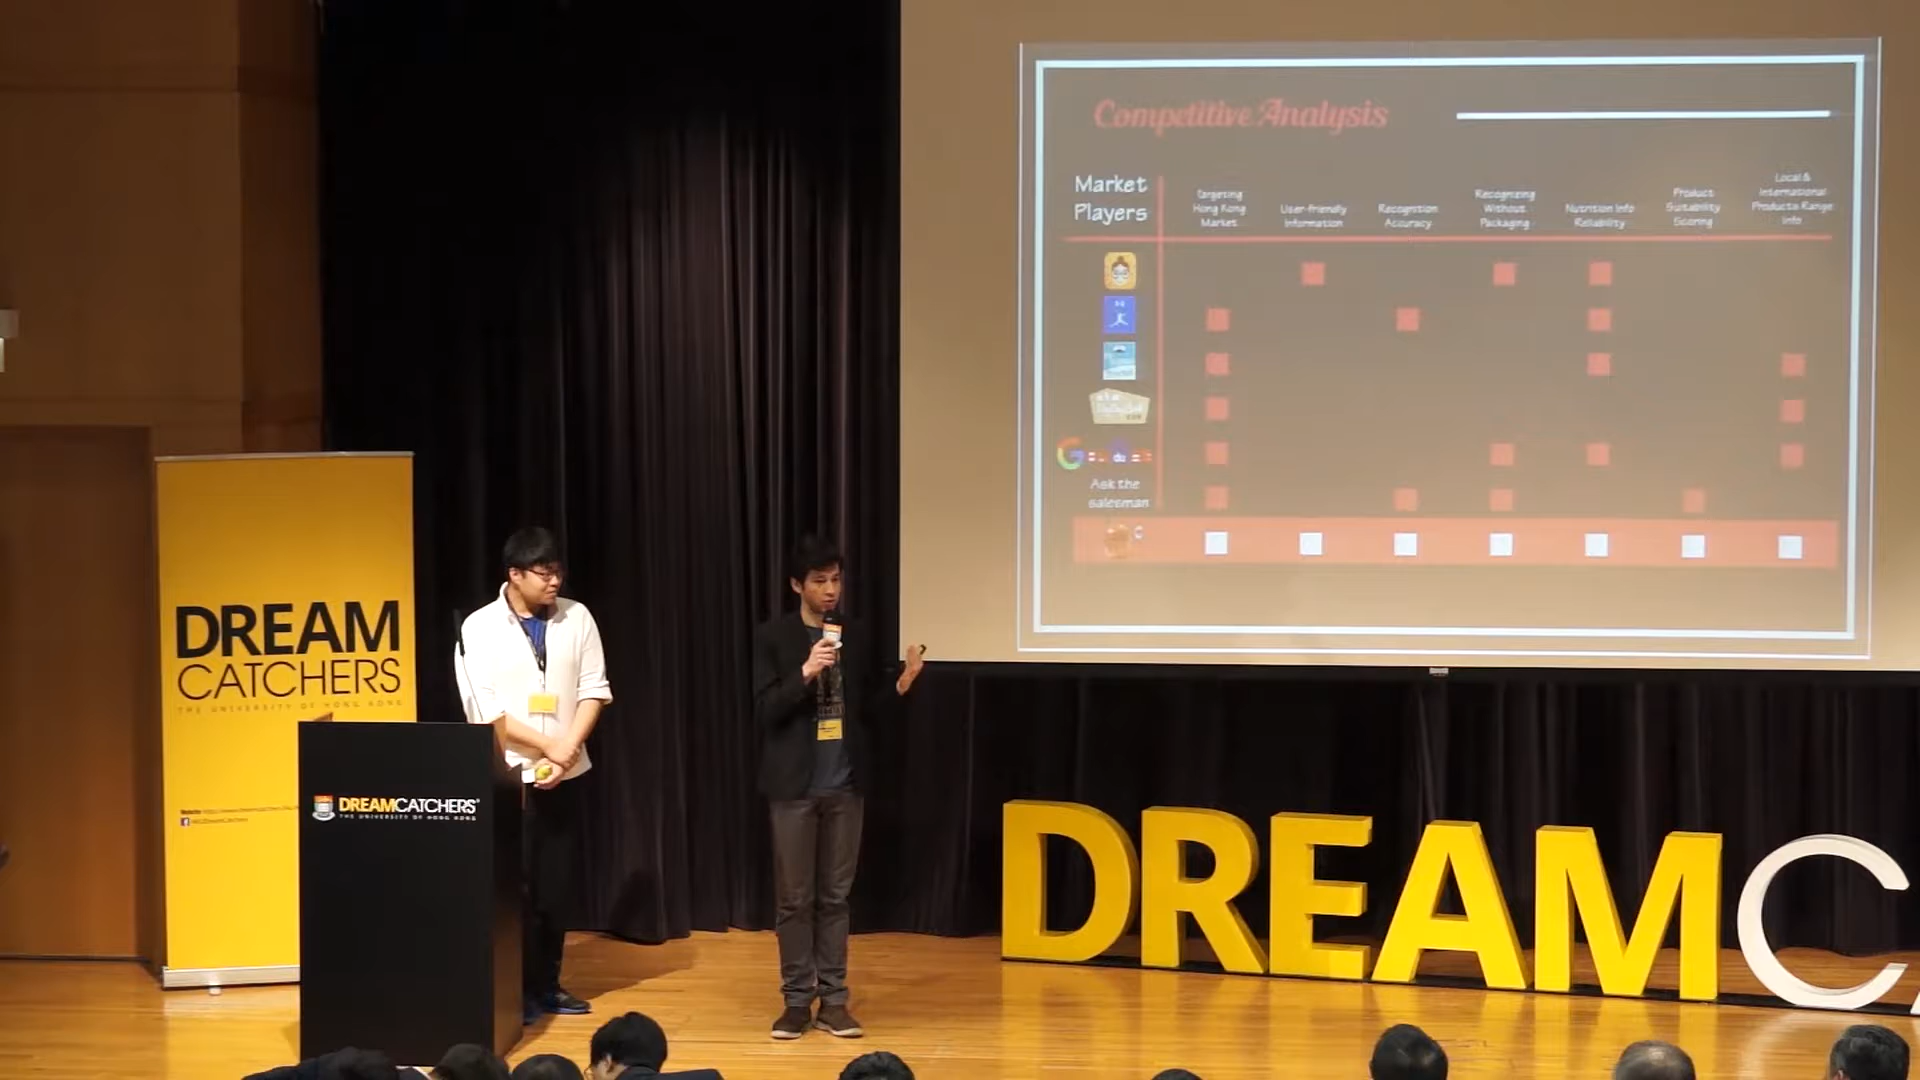 Competitive Analysis
Market
Players
Targeting
Hong Kong
Market
User-friendly
Information
Recognition
Accuracy
Recognizing
Without
Packaging
Nutrition Info
Reliability
Product
Suitability
Scoring
Local &
International
Products Range
Info
Ask the
salesman
DREAM
CATCHERS
THE UNIVERSITY OF HONG KONG
DREAMCATCHERS
THE UNIVERSITY OF HONG KONG
DREAMC